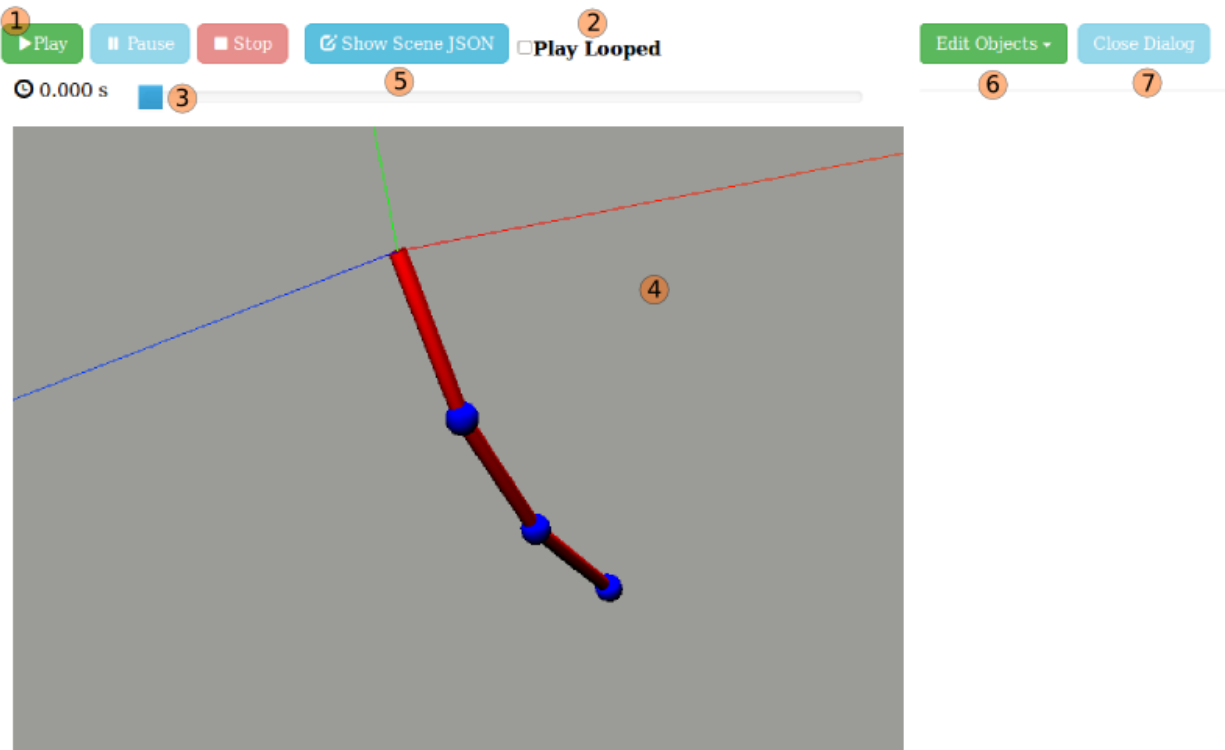 1
2
Play
Pause
Stop
Show Scene JSON
Play Looped
Edit Objects
Close Dialog
5
6
7
0.000 s
3
4